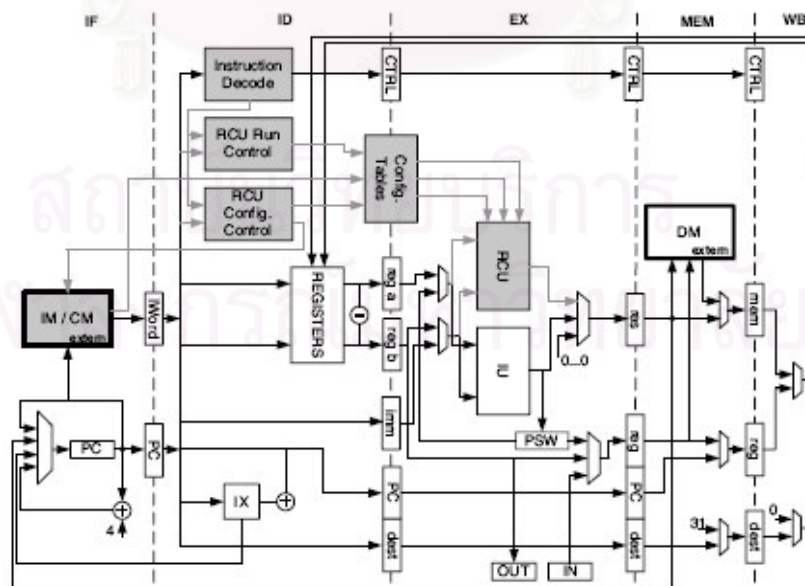 IF ID EX MEM WB
Instruction
Decode
CTRL
CTRL
CTRL
RCU Run
Control
Config.-
Tables
RCU
Config.
Control
DM
extern
RCU
IM / CM
extern
IWord
REGISTERS
reg a
reg b
IU
0...0
res
mem
imm
PC
PC
PSW
reg
reg
IX
PC
PC
4
dest
OUT
IN
dest
31
dest
0